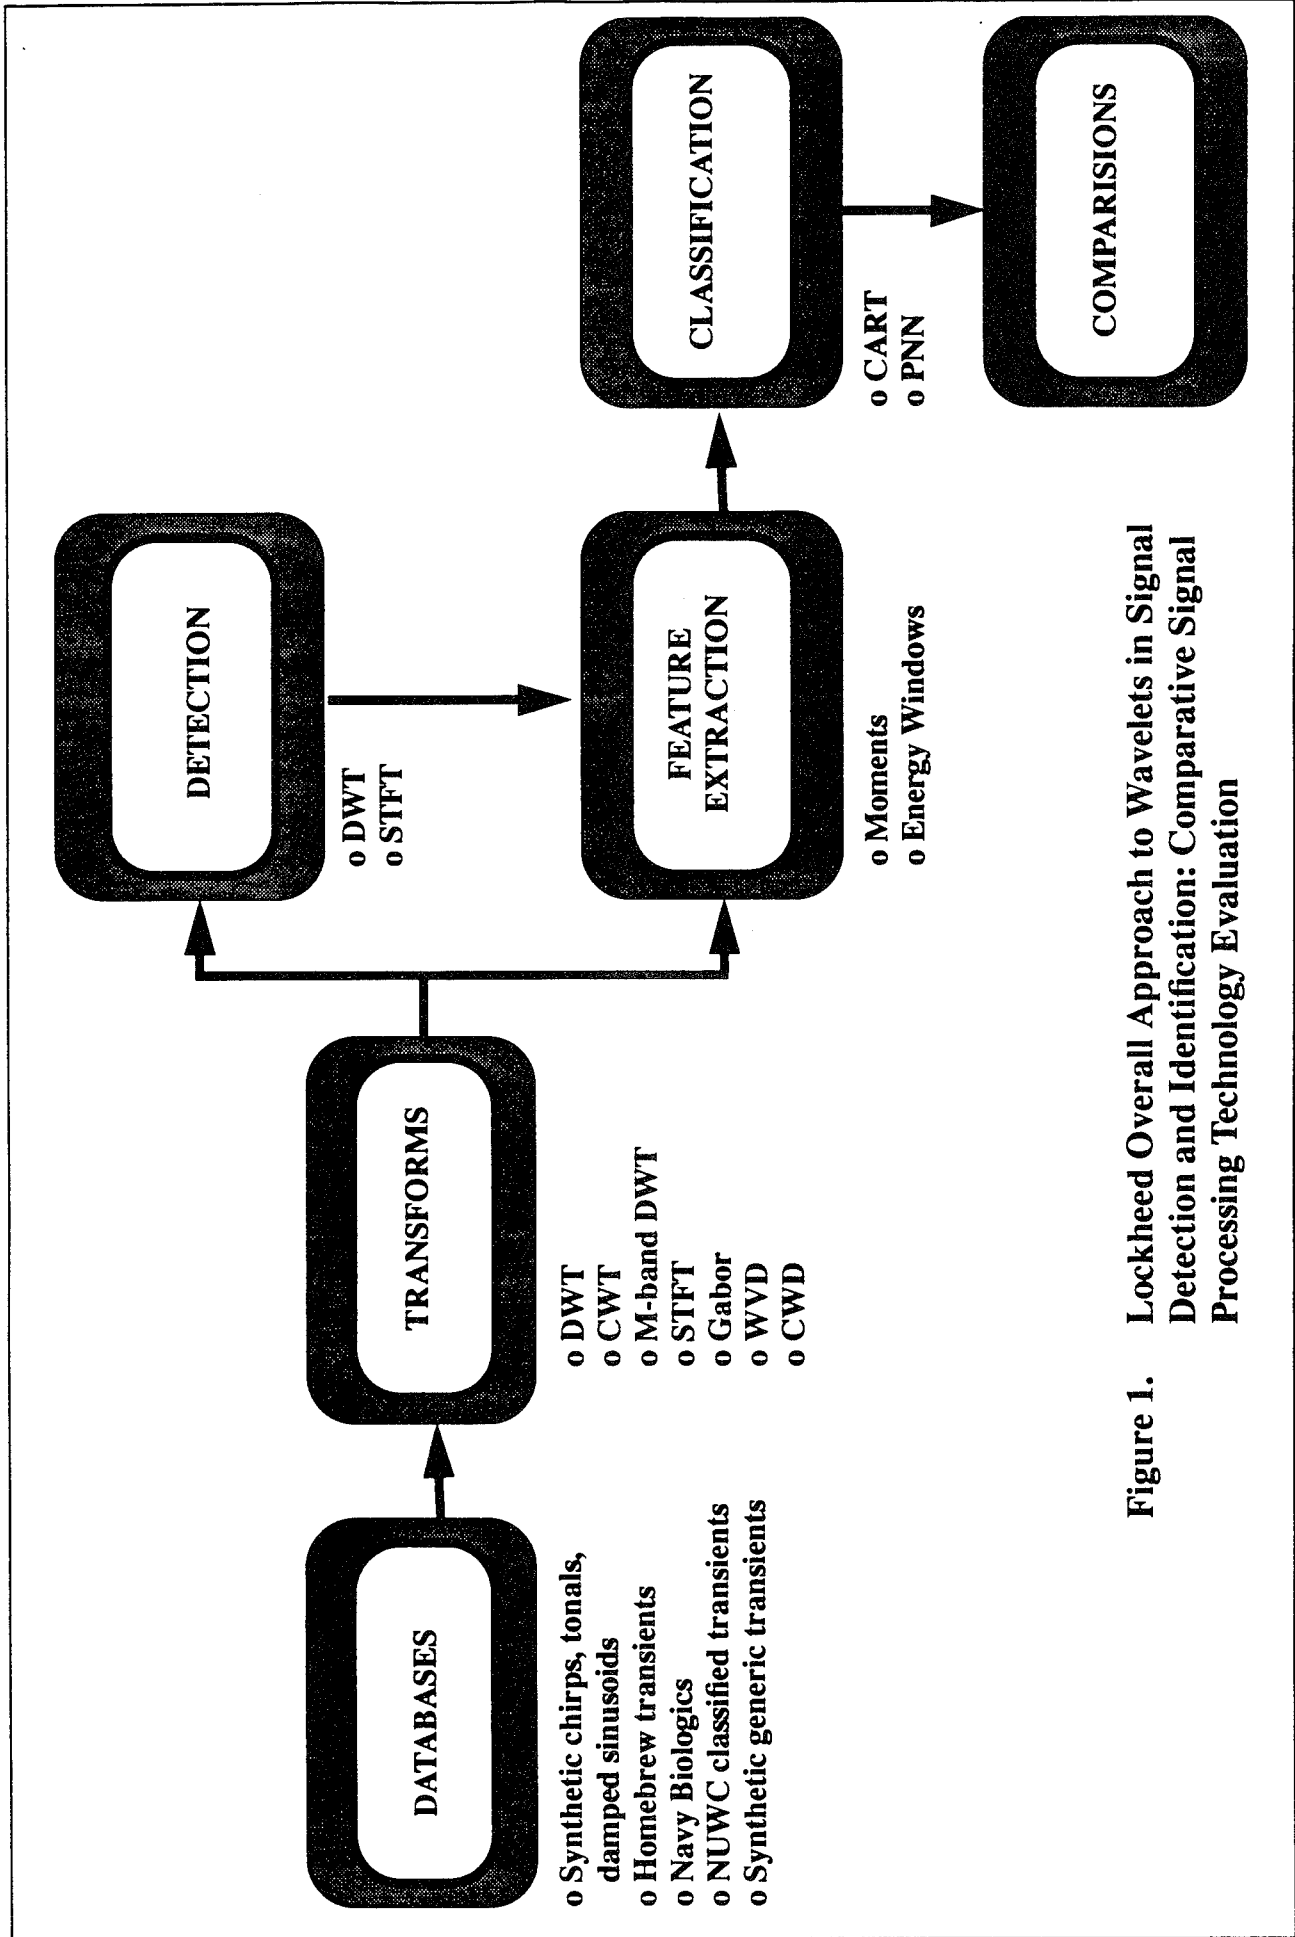 DATABASES
o Synthetic chirps, tonals,
damped sinusoids
o Homebrew transients
o Navy Biologics
o NUWC classified transients
o Synthetic generic transients
TRANSFORMS
o DWT
o CWT
o M-band DWT
o STFT
o Gabor
o WVD
o CWD
DETECTION
o DWT
o STFT
FEATURE
EXTRACTION
o Moments
o Energy Windows
CLASSIFICATION
o CART
o PNN
COMPARISIONS
Figure 1. Lockheed Overall Approach to Wavelets in Signal
Detection and Identification: Comparative Signal
Processing Technology Evaluation